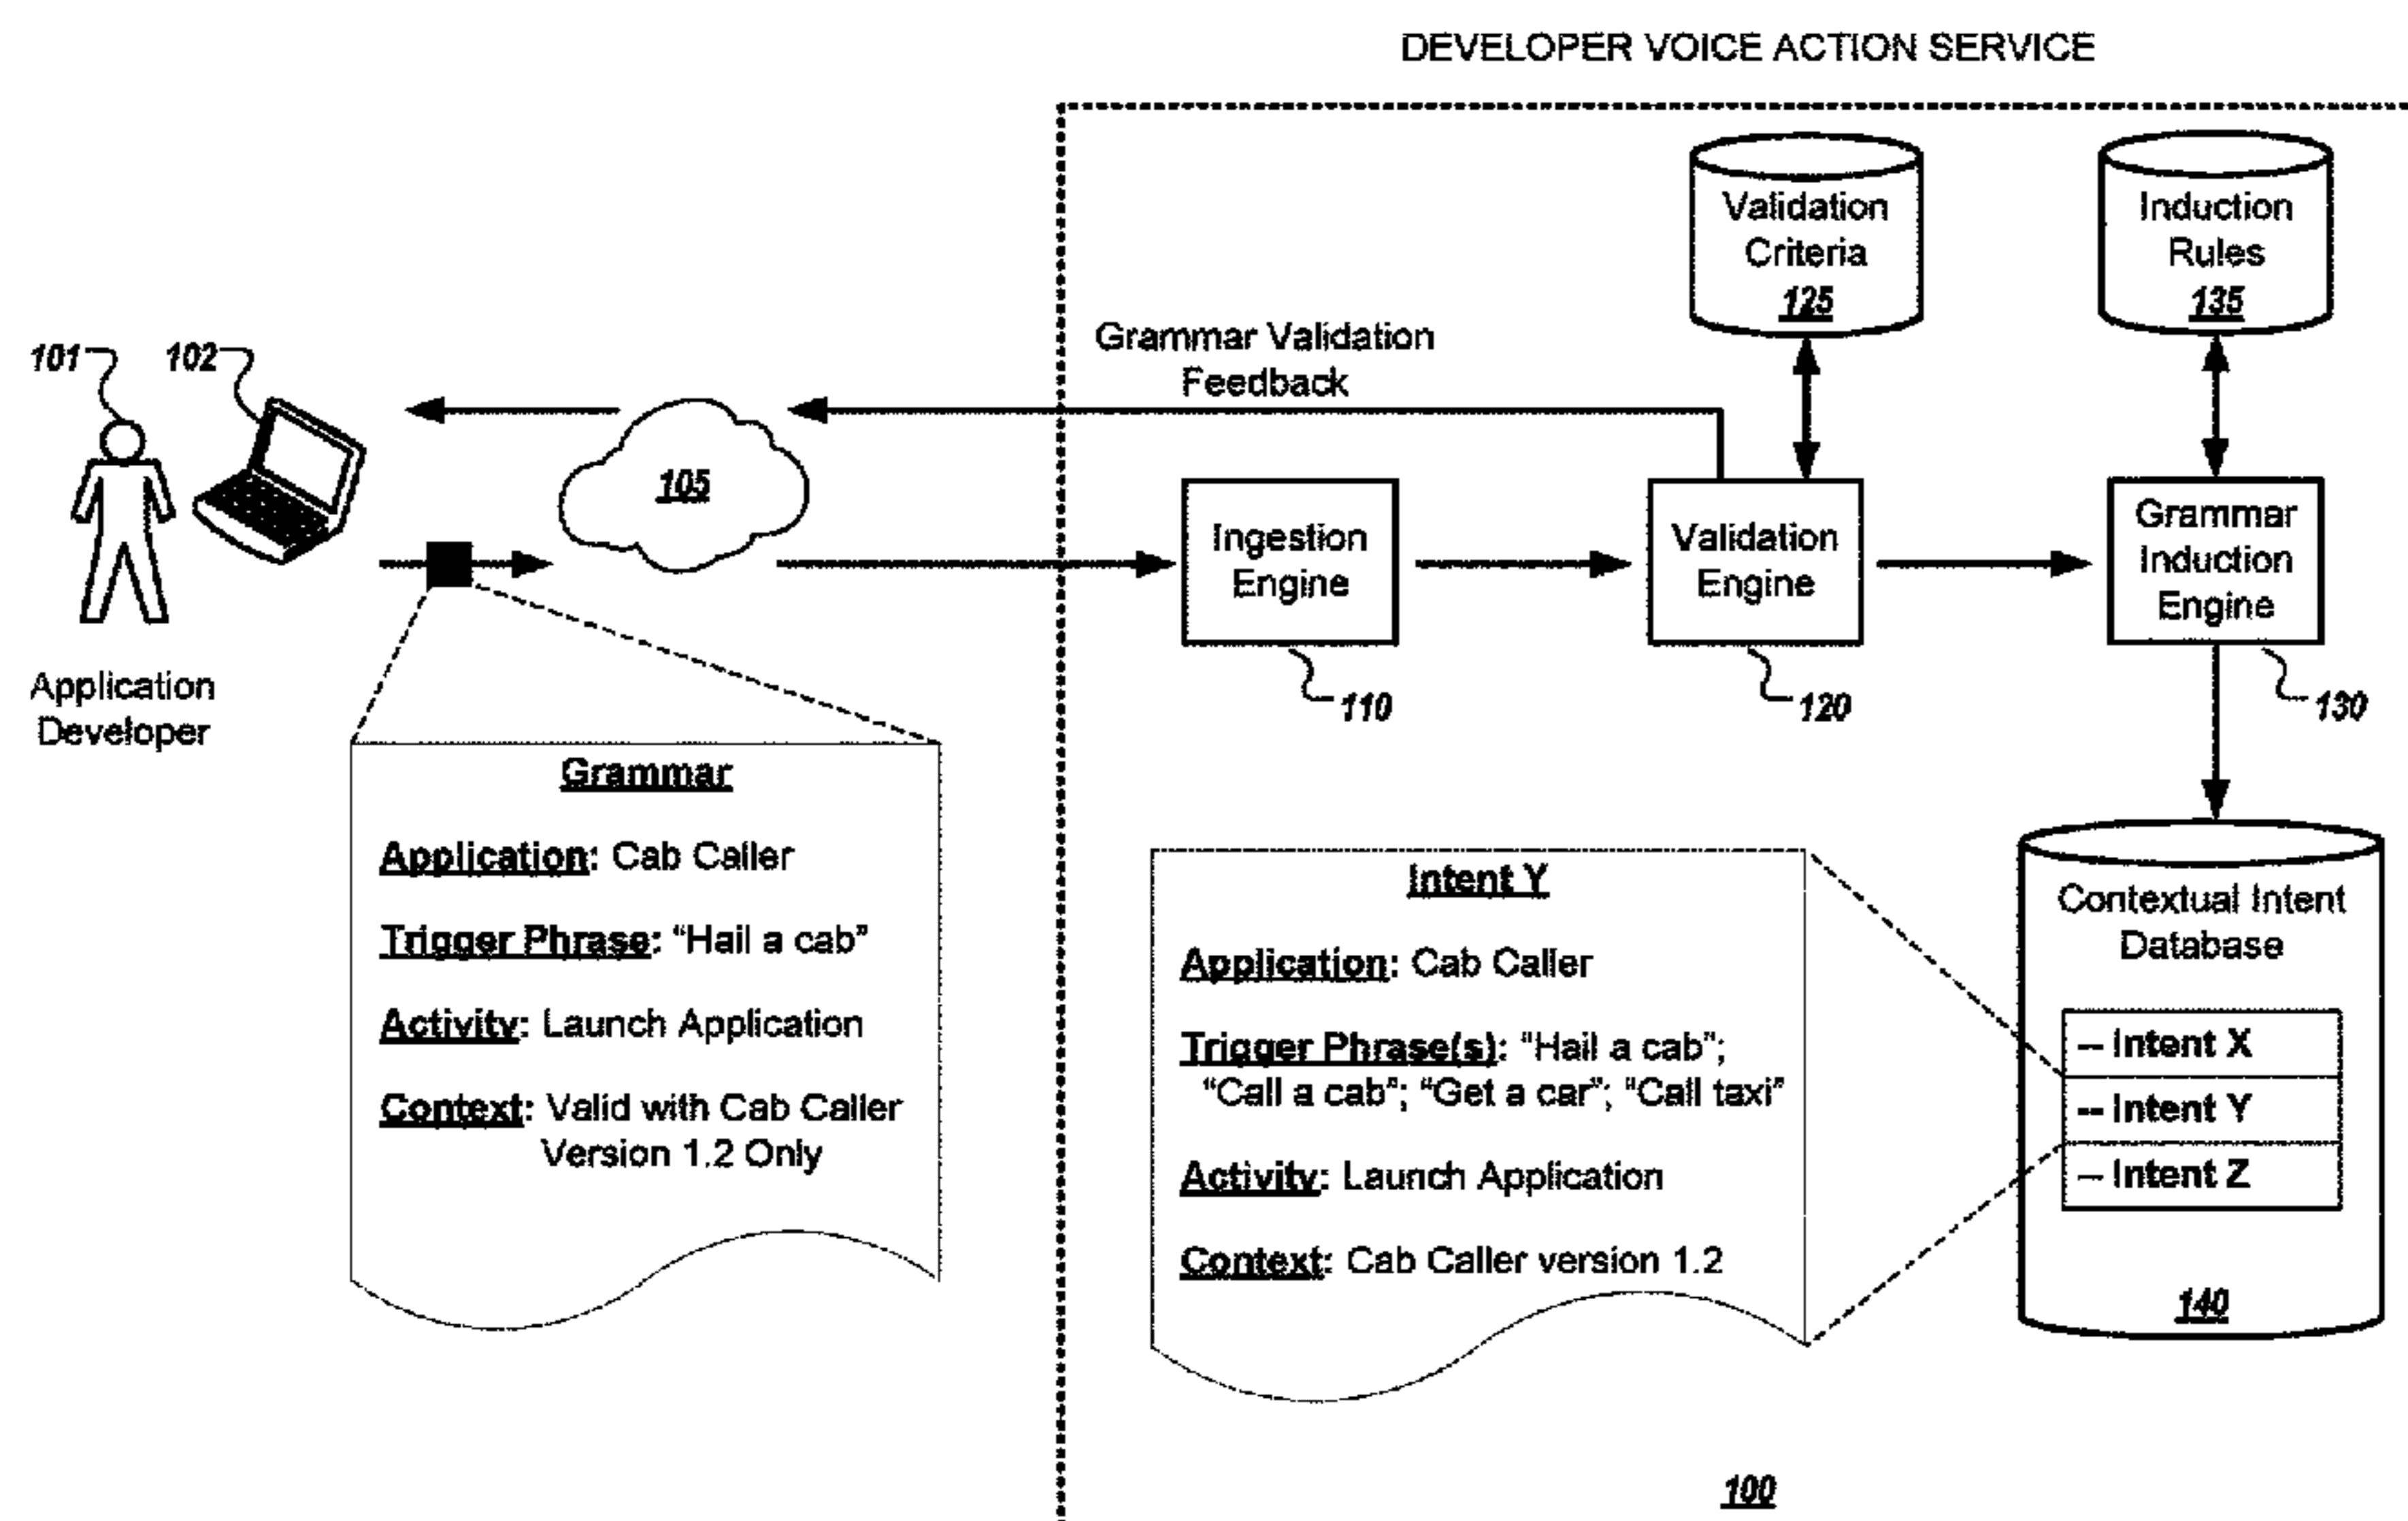 DEVELOPER VOICE ACTION SERVICE
Validation
Criteria
125
Induction
Rules
135
Grammar Validation
Feedback
101
102
105
Ingestion
Engine
Validation
Engine
Grammar
Induction
Engine
110
120
130
Application
Developer
Grammar
Application: Cab Caller
Trigger Phrase: “Hail a cab”
Activity: Launch Application
Context: Valid with Cab Caller
Version 1.2 Only
Intent Y
Application: Cab Caller
Trigger Phrase(s): “Hail a cab”;
“Call a cab”; “Get a car”; “Call taxi”
Activity: Launch Application
Context: Cab Caller version 1.2
Contextual Intent
Database
-- Intent X
-- Intent Y
-- Intent Z
140
100